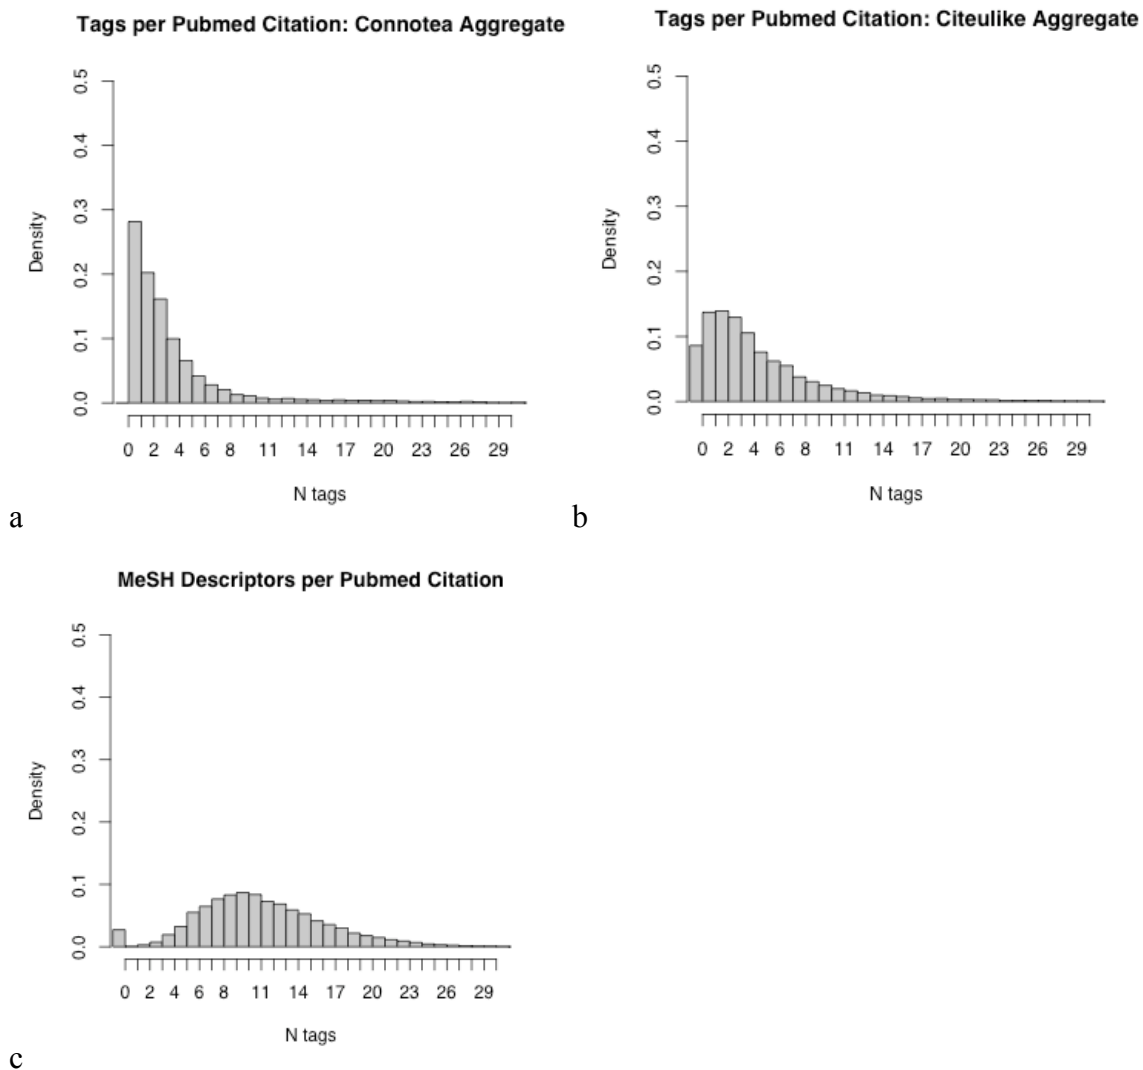 Tags per Pubmed Citation: Connotea Aggregate
0.5
0.4
0.3
0.2
0.1
0.0
Density
0 2 4 6 8 11 14 17 20 23 26 29
N tags
a
Tags per Pubmed Citation: Citeulike Aggregate
0.5
0.4
0.3
0.2
0.1
0.0
Density
0 2 4 6 8 11 14 17 20 23 26 29
N tags
b
MeSH Descriptors per Pubmed Citation
0.5
0.4
0.3
0.2
0.1
0.0
Density
0 2 4 6 8 11 14 17 20 23 29
N tags
c